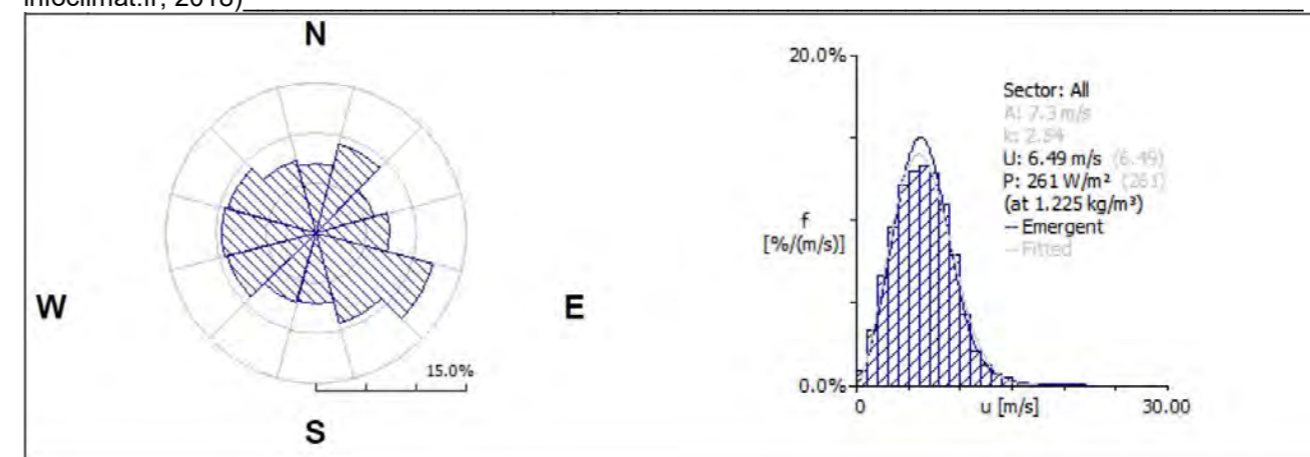 infoclimat.fr, 2018)
N
W
E
S
15.0%
20.0%
f
[%/(m/s)]
0.0%
0
u [m/s]
30.00
Sector: All
A: 7.3 m/s
k: 2.54
U: 6.49 m/s (6.49)
P: 261 W/m² (261)
(at 1.225 kg/m³)
Emergent
Fitted